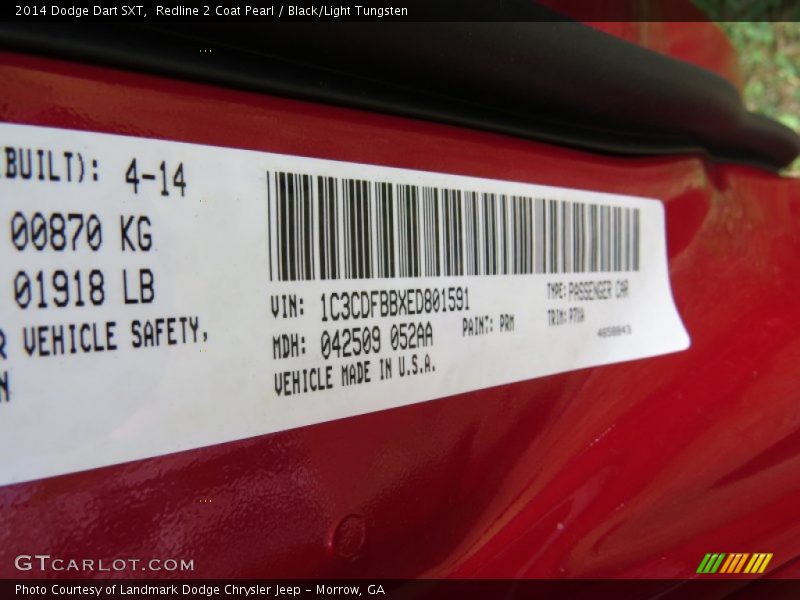 2014 Dodge Dart SXT,  Redline 2 Coat Pearl / Black/Light Tungsten
BUILT): 4-14
00870 KG
01918 LB
R VEHICLE SAFETY,
N
VIN: 1C3CDFBBXED801591
TYPE: PASSENGER CAR
MDH: 042509 052AA
PAINT: PRM
TRIM: P7XA
VEHICLE MADE IN U.S.A.
GTCARLOT.COM
Photo Courtesy of Landmark Dodge Chrysler Jeep - Morrow, GA